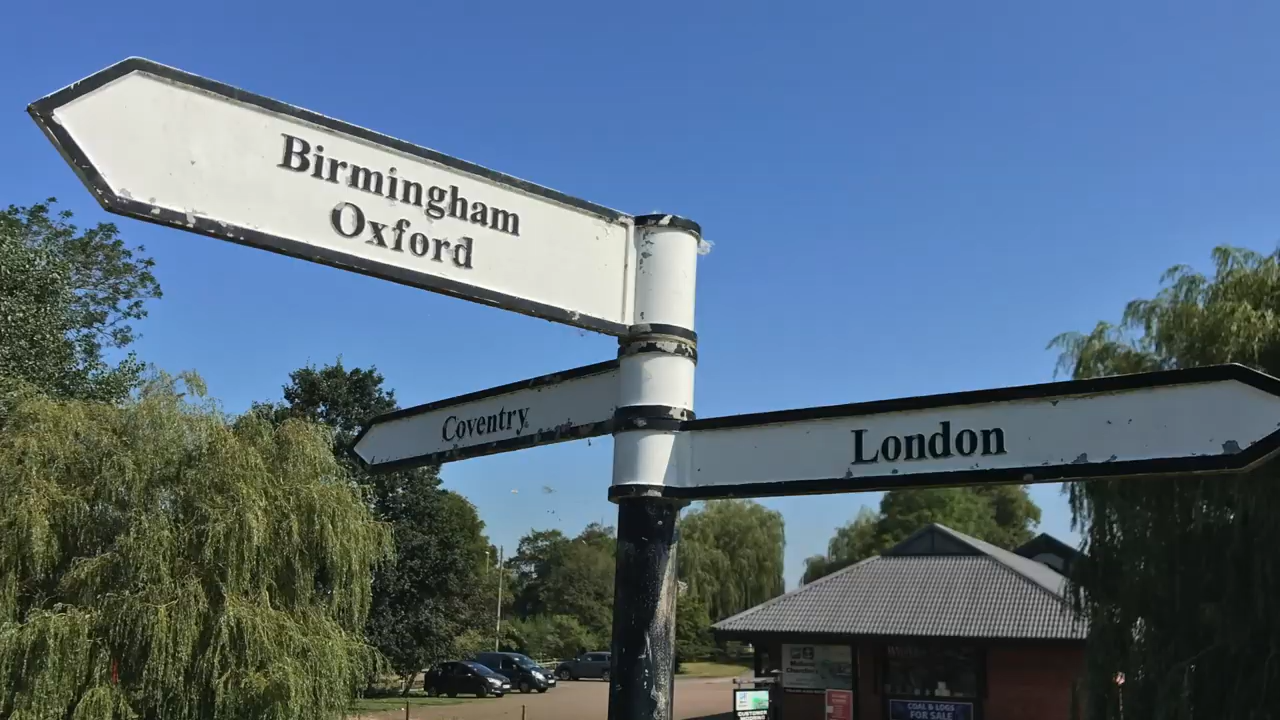 Birmingham
Oxford
Coventry
London
COAL & LOGS
FOR SALE